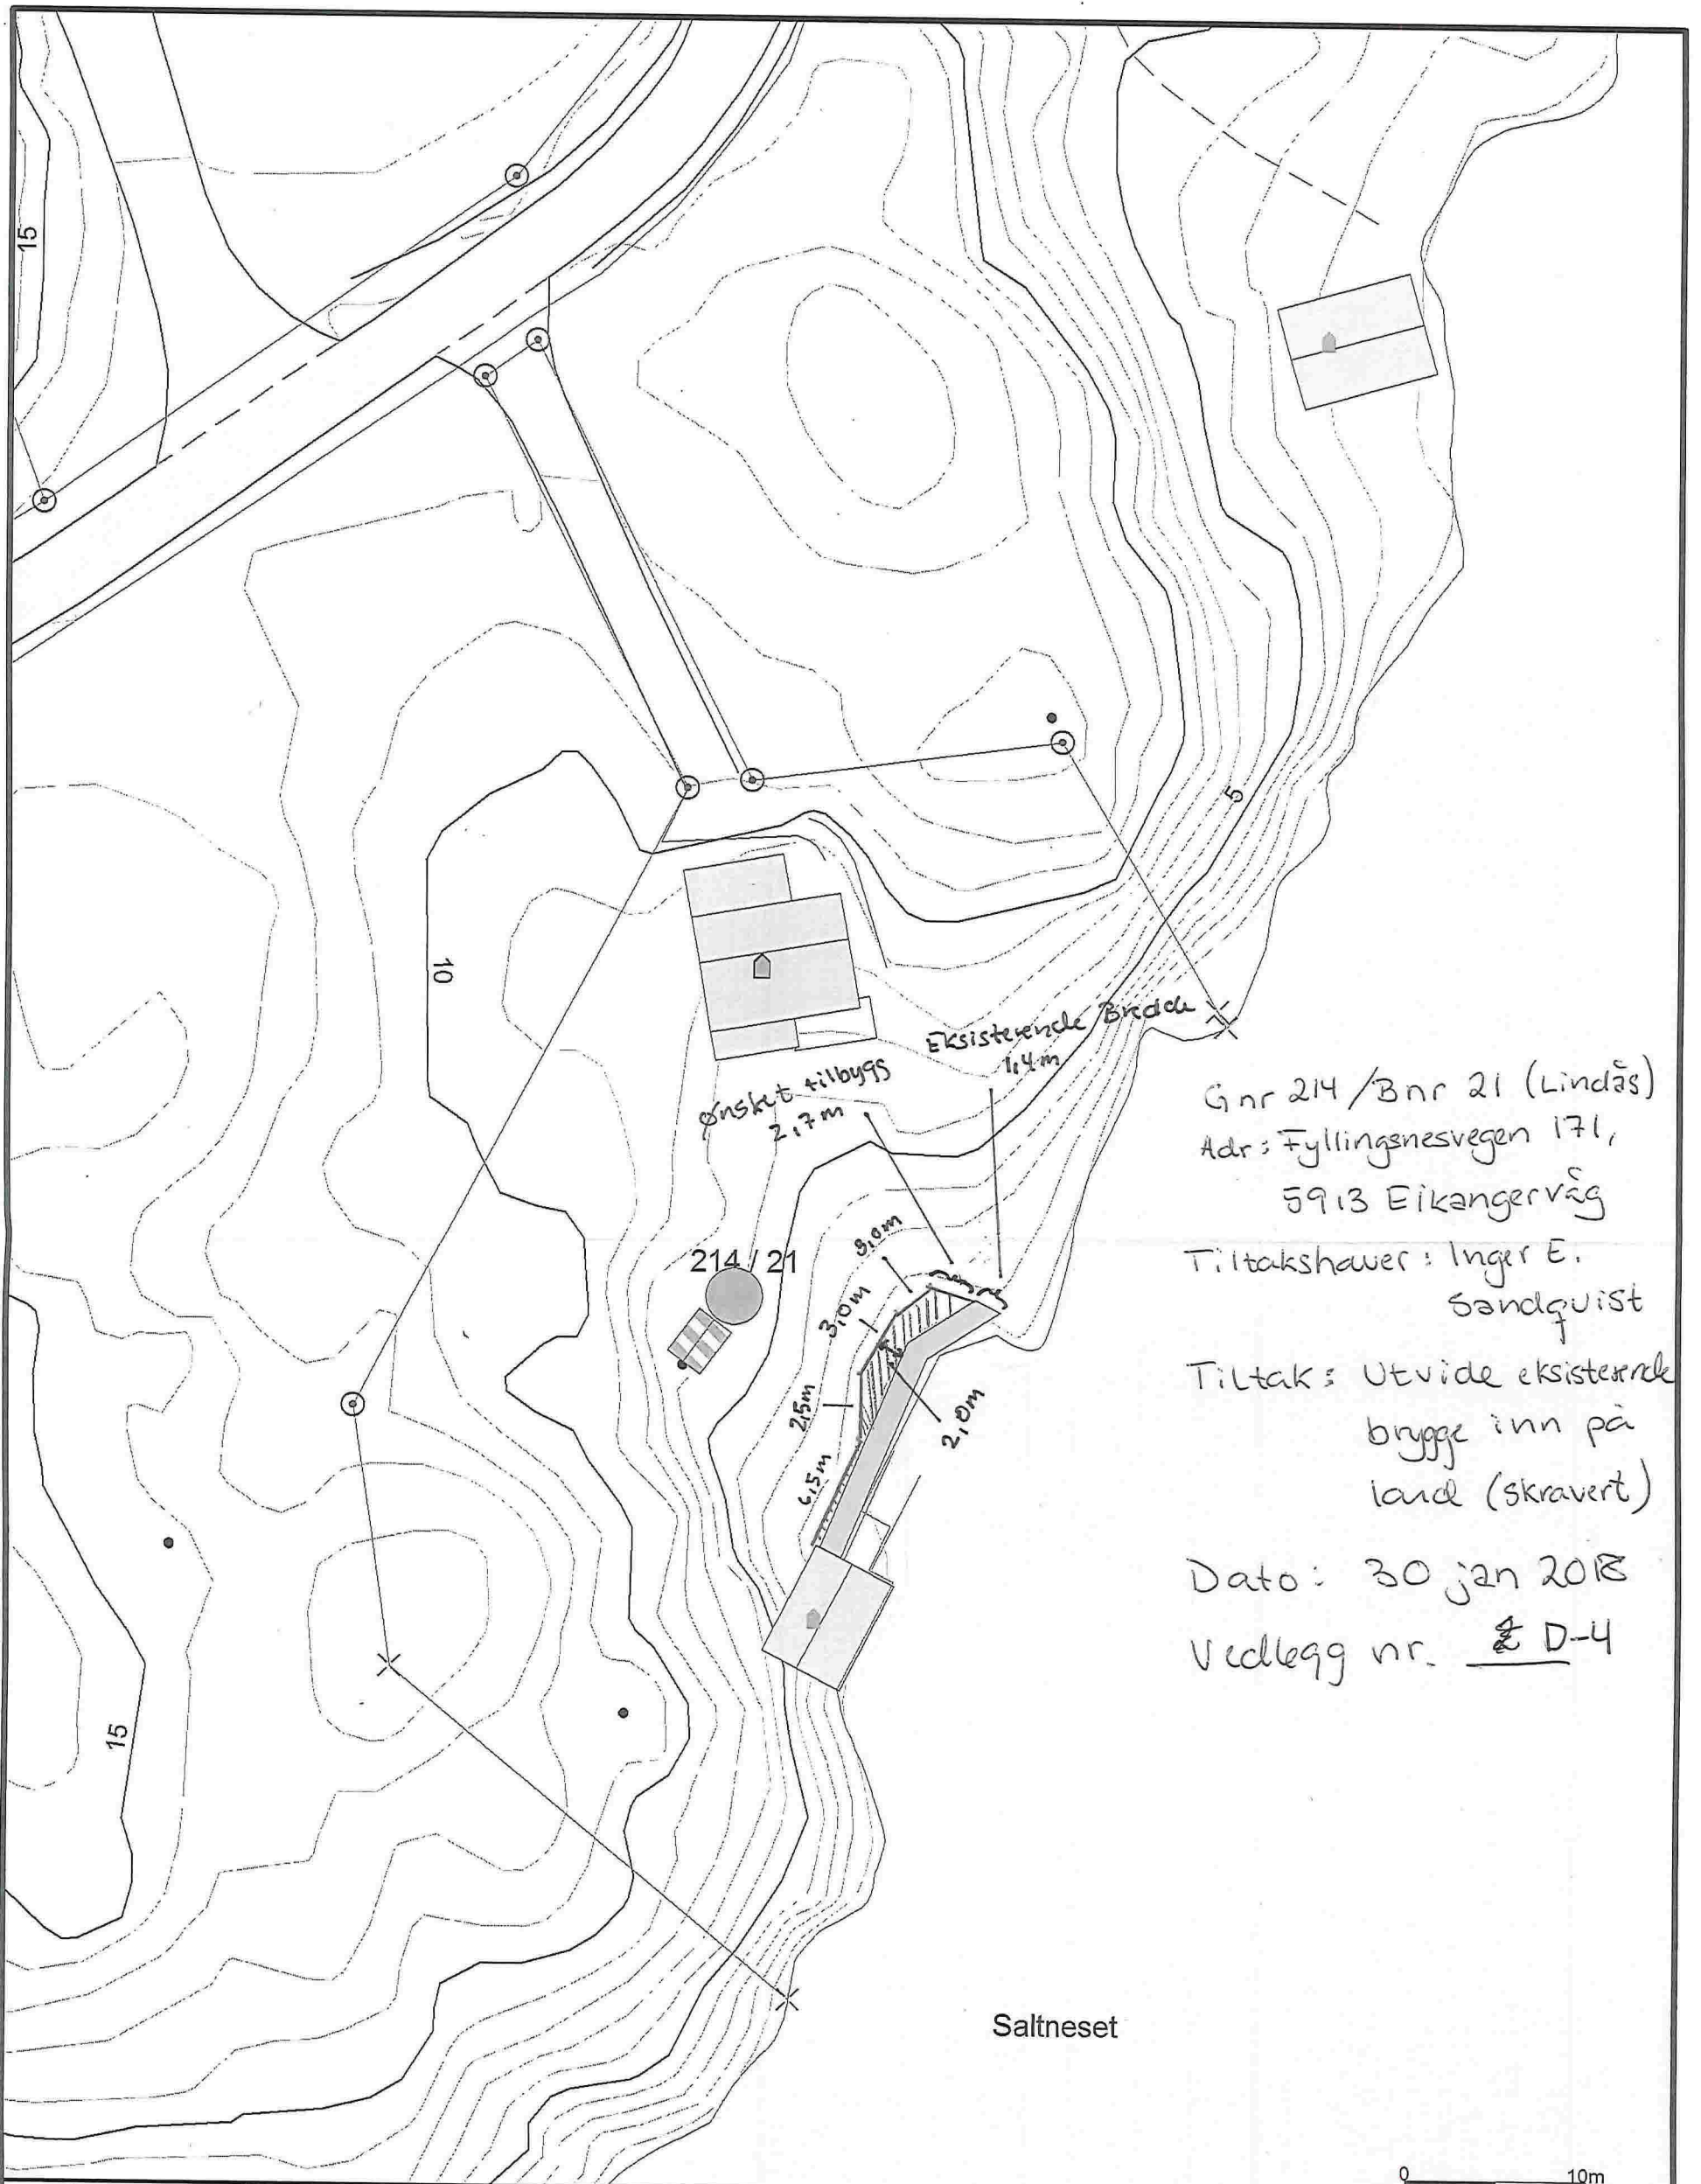 15
5
10
Eksisterende Bredde
1,4m
Ønsket tilbygg
2,7m
Gnr 214 / Bnr 21 (Lindås)
Adr: Fyllingsnesvegen 171,
5913 Eikangervåg
Tiltakshaver: Inger E.
Sandquist
Tiltak: Utvide eksisterende
brygge inn på
land (skravert)
Dato: 30 jan 2018
Vedlegg nr. D-4
214 / 21
3,0m
3,0m
2,5m
2,0m
6,5m
15
Saltneset
0 10m